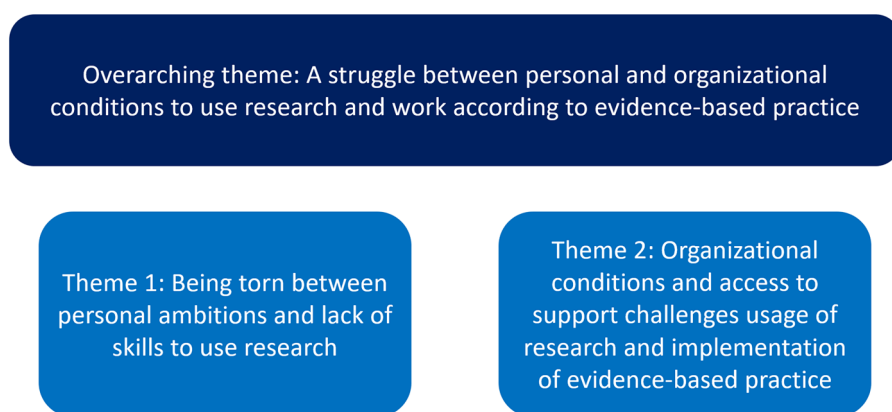 Overarching theme: A struggle between personal and organizational
conditions to use research and work according to evidence-based practice
Theme 1: Being torn between
personal ambitions and lack of
skills to use research
Theme 2: Organizational
conditions and access to
support challenges usage of
research and implementation
of evidence-based practice